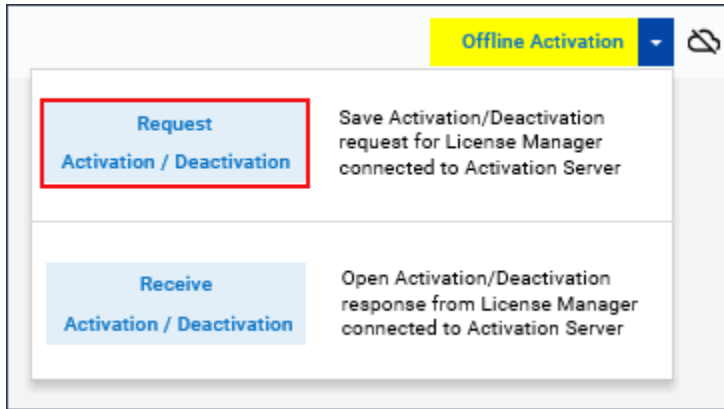 Offline Activation
Request
Activation / Deactivation
Save Activation/Deactivation
request for License Manager
connected to Activation Server
Receive
Activation / Deactivation
Open Activation/Deactivation
response from License Manager
connected to Activation Server